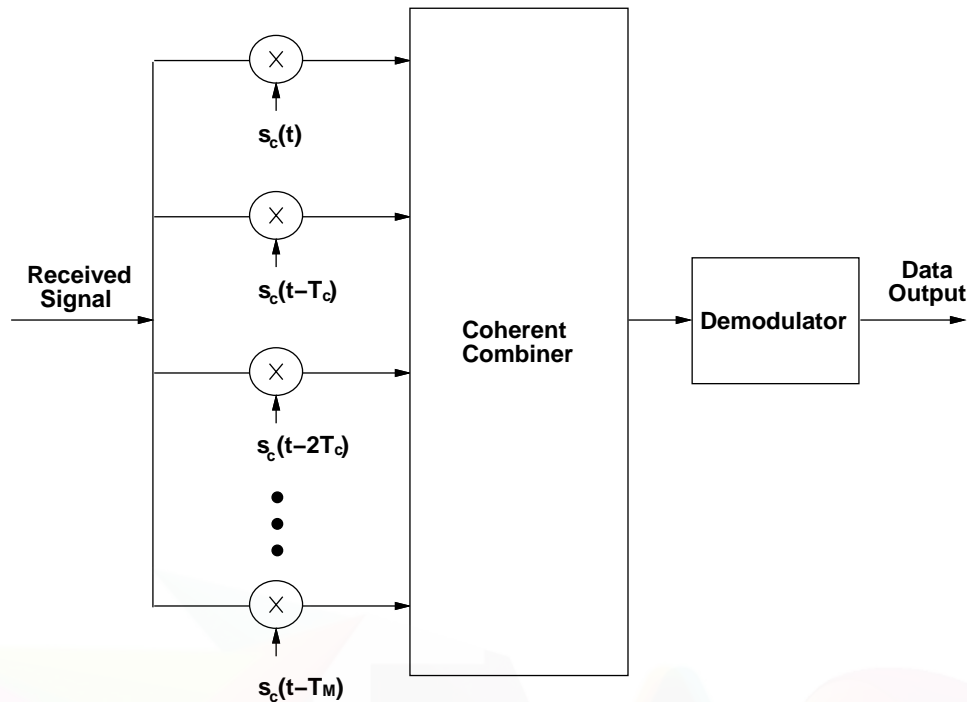 ×
s_c(t)
×
s_c(t−T_c)
Received
Signal
×
s_c(t−2T_c)
×
s_c(t−T_M)
Coherent
Combiner
Demodulator
Data
Output